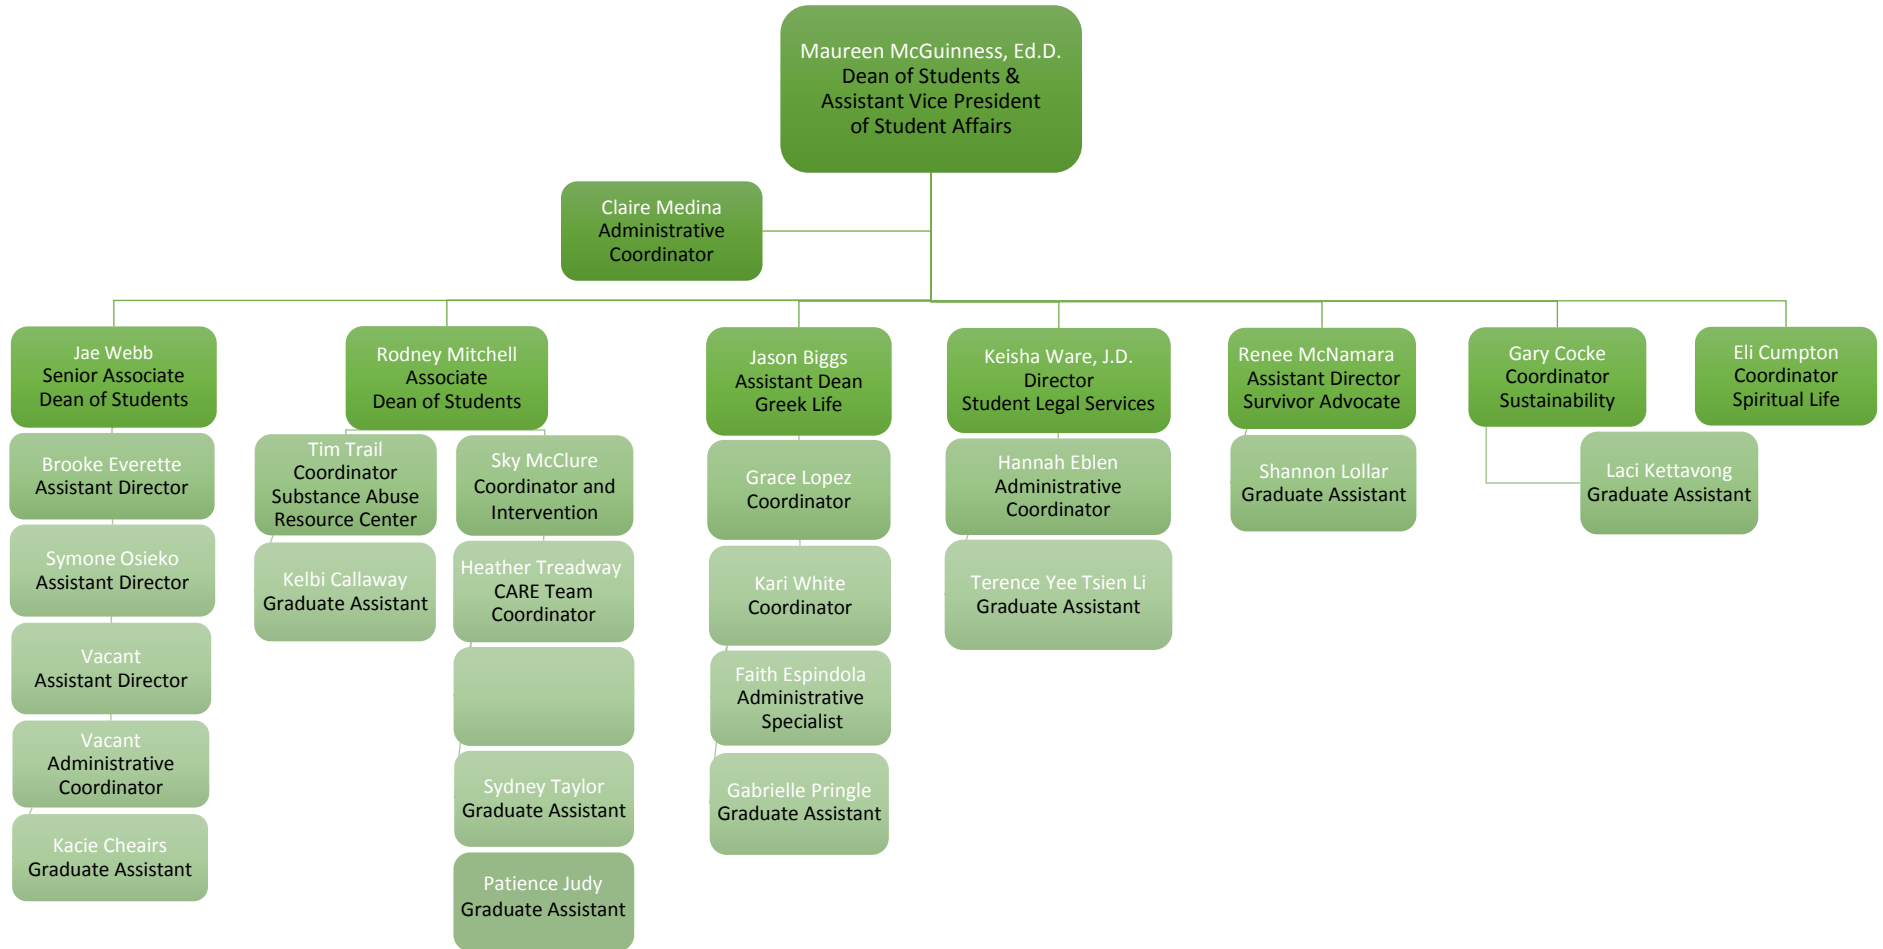 Maureen McGuinness, Ed.D.
Dean of Students &
Assistant Vice President
of Student Affairs
Claire Medina
Administrative
Coordinator
Jae Webb
Senior Associate
Dean of Students
Brooke Everette
Assistant Director
Symone Osieko
Assistant Director
Vacant
Assistant Director
Vacant
Administrative
Coordinator
Kacie Cheairs
Graduate Assistant
Rodney Mitchell
Associate
Dean of Students
Tim Trail
Coordinator
Substance Abuse
Resource Center
Kelbi Callaway
Graduate Assistant
Sky McClure
Coordinator and
Intervention
Heather Treadway
CARE Team
Coordinator
Sydney Taylor
Graduate Assistant
Patience Judy
Graduate Assistant
Jason Biggs
Assistant Dean
Greek Life
Grace Lopez
Coordinator
Kari White
Coordinator
Faith Espindola
Administrative
Specialist
Gabrielle Pringle
Graduate Assistant
Keisha Ware, J.D.
Director
Student Legal Services
Hannah Eblen
Administrative
Coordinator
Terence Yee Tsien Li
Graduate Assistant
Renee McNamara
Assistant Director
Survivor Advocate
Shannon Lollar
Graduate Assistant
Gary Cocke
Coordinator
Sustainability
Laci Kettavong
Graduate Assistant
Eli Cumpton
Coordinator
Spiritual Life